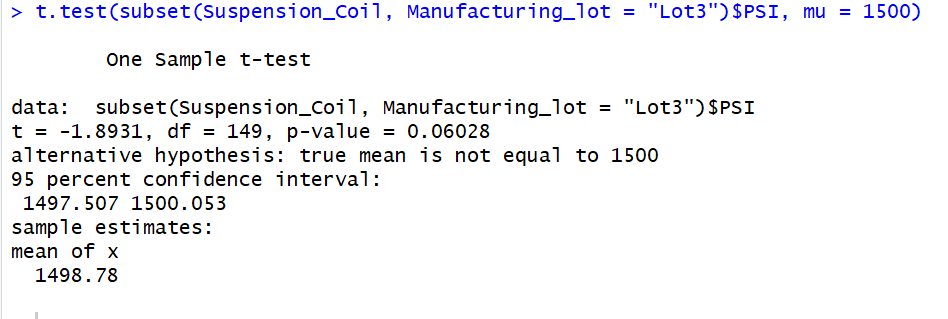 > t.test(subset(Suspension_Coil, Manufacturing_lot = "Lot3")$PSI, mu = 1500)
One Sample t-test
data:  subset(Suspension_Coil, Manufacturing_lot = "Lot3")$PSI
t = -1.8931, df = 149, p-value = 0.06028
alternative hypothesis: true mean is not equal to 1500
95 percent confidence interval:
1497.507 1500.053
sample estimates:
mean of x
1498.78